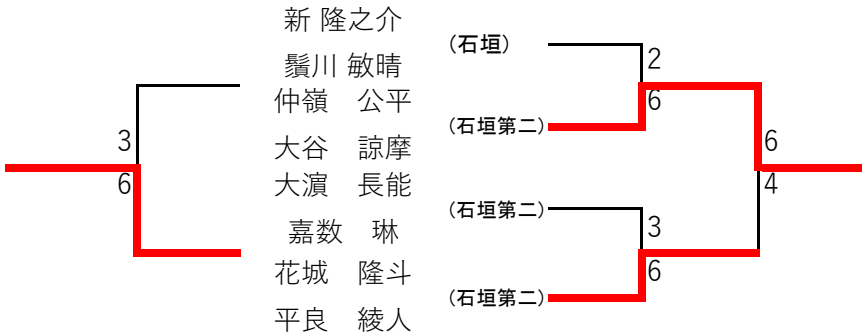 新 隆之介
鬚川 敏晴
(石垣)
仲嶺 公平
大谷 諒摩
(石垣第二)
大濵 長能
嘉数 琳
(石垣第二)
花城 隆斗
平良 綾人
(石垣第二)
3
6
2
6
3
6
6
4